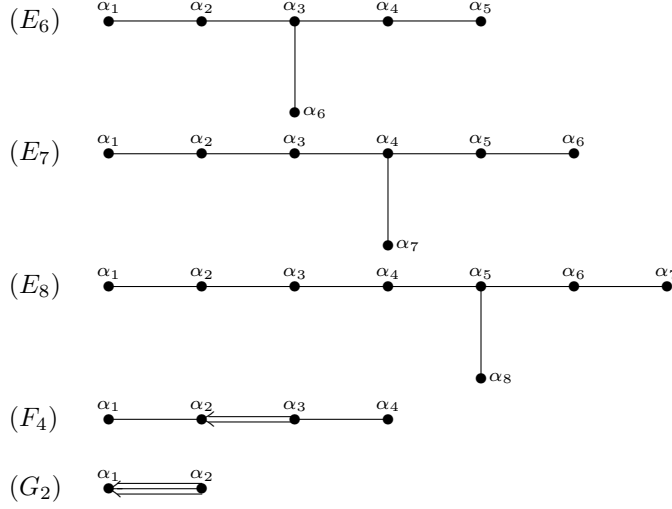 (E₆) α₁ α₂ α₃ α₄ α₅
α₆
(E₇) α₁ α₂ α₃ α₄ α₅ α₆
α₇
(E₈) α₁ α₂ α₃ α₄ α₅ α₆ α₇
α₈
(F₄) α₁ α₂ α₃ α₄
(G₂) α₁ α₂